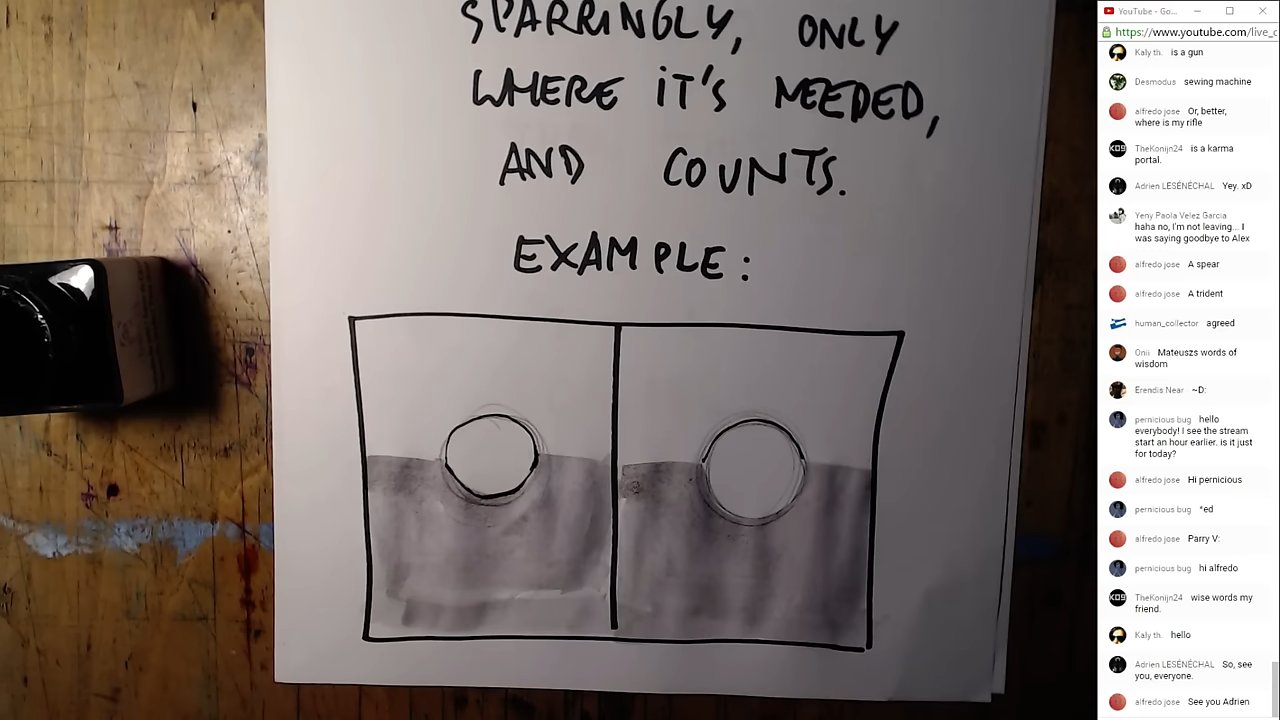 SPARRINGLY, ONLY
WHERE iT'S NEEDED,
AND COUNTS.
EXAMPLE:
YouTube - Go...
https://www.youtube.com/live_c
Kaly th. is a gun
Desmodus sewing machine
alfredo jose Or, better,
where is my rifle
TheKonijn24 is a karma
portal.
Adrien LESÉNÉCHAL Yey. xD
Yeny Paola Velez Garcia
haha no, I'm not leaving... I
was saying goodbye to Alex
alfredo jose A spear
alfredo jose A trident
human_collector agreed
Onii Mateuszs words of
wisdom
Erendis Near ~D:
pernicious bug hello
everybody! I see the stream
start an hour earlier. is it just
for today?
alfredo jose Hi pernicious
pernicious bug *ed
alfredo jose Parry V:
pernicious bug hi alfredo
TheKonijn24 wise words my
friend.
Kaly th. hello
Adrien LESÉNÉCHAL So, see
you, everyone.
alfredo jose See you Adrien